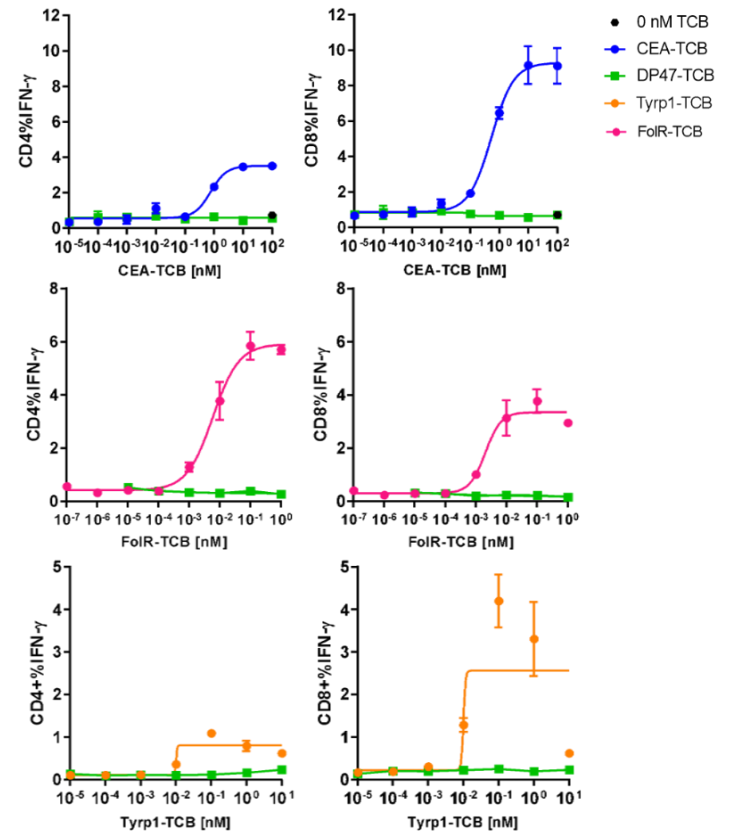 12
10
8
6
4
2
0
CD4%IFN-γ
10⁻⁵ 10⁻⁴ 10⁻³ 10⁻² 10⁻¹ 10⁰ 10¹ 10²
CEA-TCB [nM]
12
10
8
6
4
2
0
CD8%IFN-γ
10⁻⁵ 10⁻⁴ 10⁻³ 10⁻² 10⁻¹ 10⁰ 10¹ 10²
CEA-TCB [nM]
0 nM TCB
CEA-TCB
DP47-TCB
Tyrp1-TCB
FolR-TCB
8
6
4
2
0
CD4%IFN-γ
10⁻⁷ 10⁻⁶ 10⁻⁵ 10⁻⁴ 10⁻³ 10⁻² 10⁻¹ 10⁰
FolR-TCB [nM]
8
6
4
2
0
CD8%IFN-γ
10⁻⁷ 10⁻⁶ 10⁻⁵ 10⁻⁴ 10⁻³ 10⁻² 10⁻¹ 10⁰
FolR-TCB [nM]
5
4
3
2
1
0
CD4+%IFN-γ
10⁻⁵ 10⁻⁴ 10⁻³ 10⁻² 10⁻¹ 10⁰ 10¹
Tyrp1-TCB [nM]
5
4
3
2
1
0
CD8+%IFN-γ
10⁻⁵ 10⁻⁴ 10⁻³ 10⁻² 10⁻¹ 10⁰ 10¹
Tyrp1-TCB [nM]